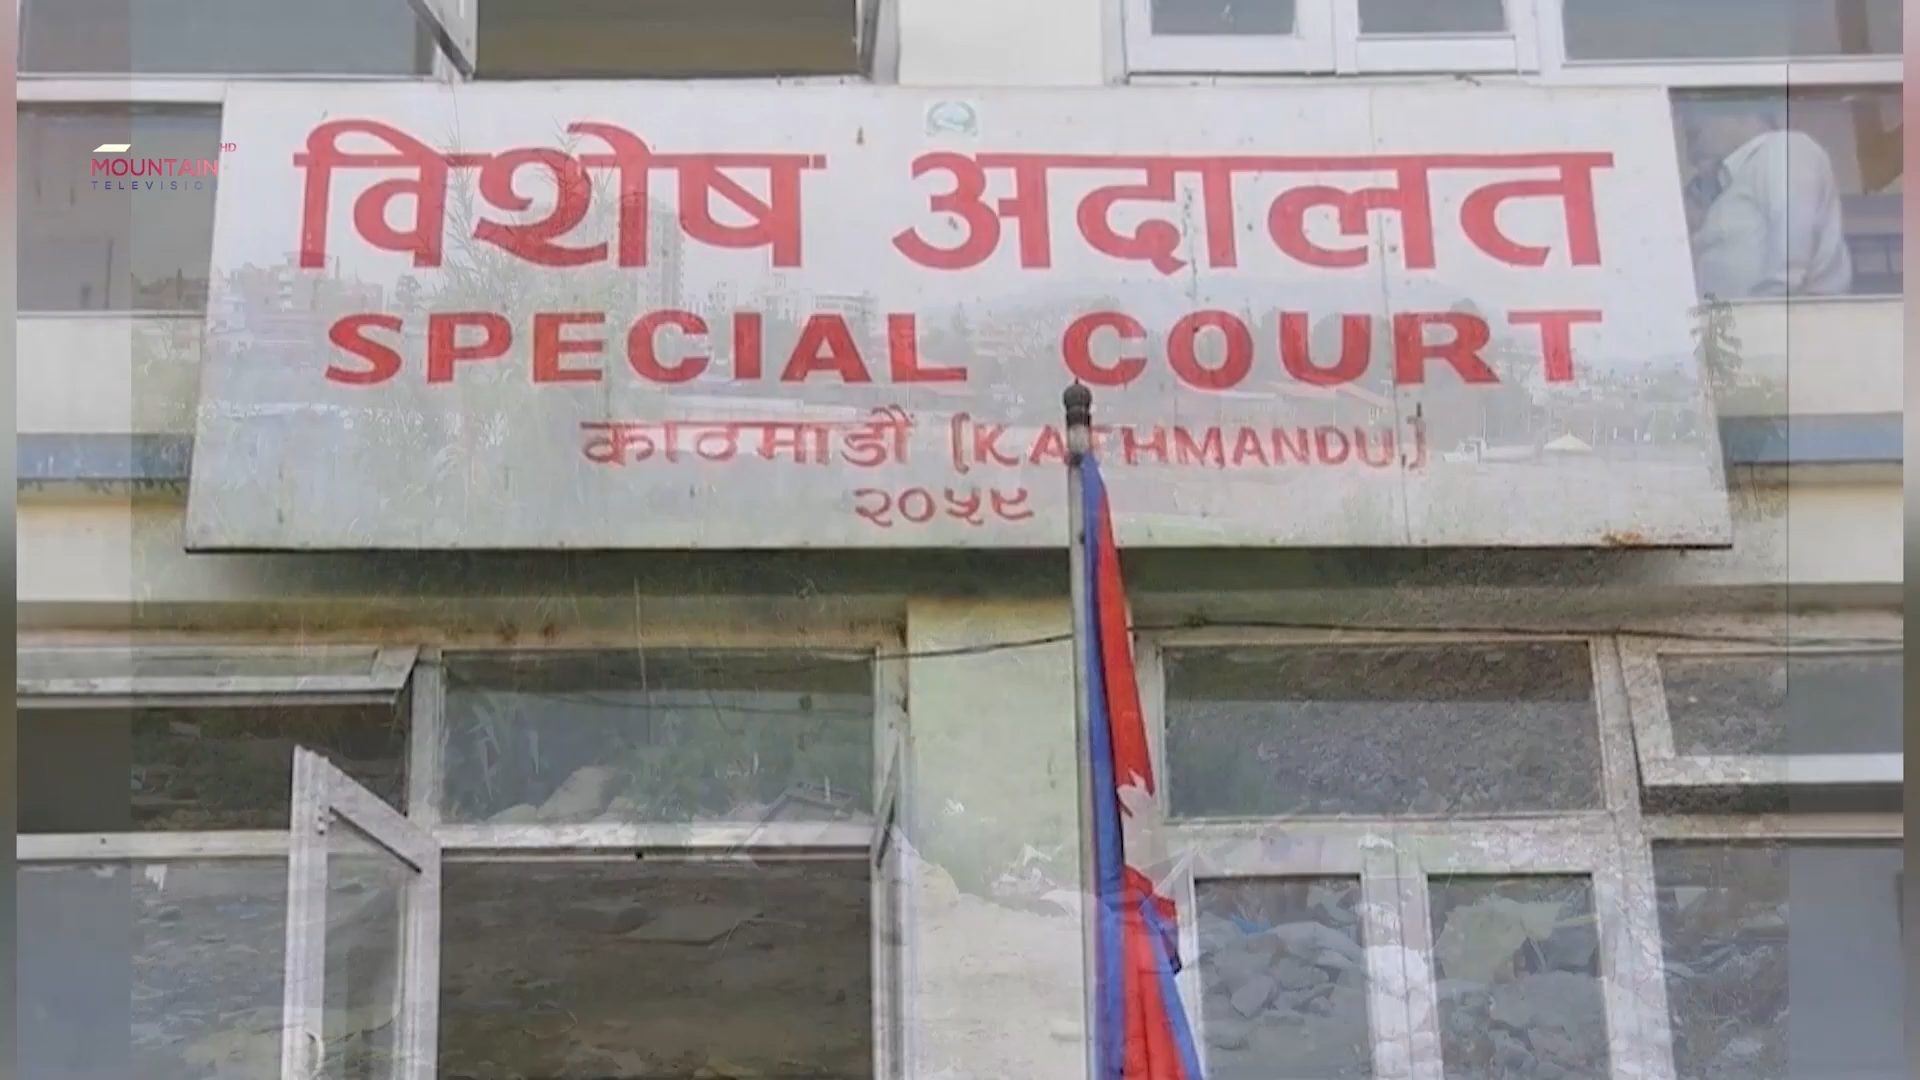 MOUNTAIN HD
TELEVISION
विशेष अदालत
SPECIAL COURT
काठमाडौं [KATHMANDU]
२०५९